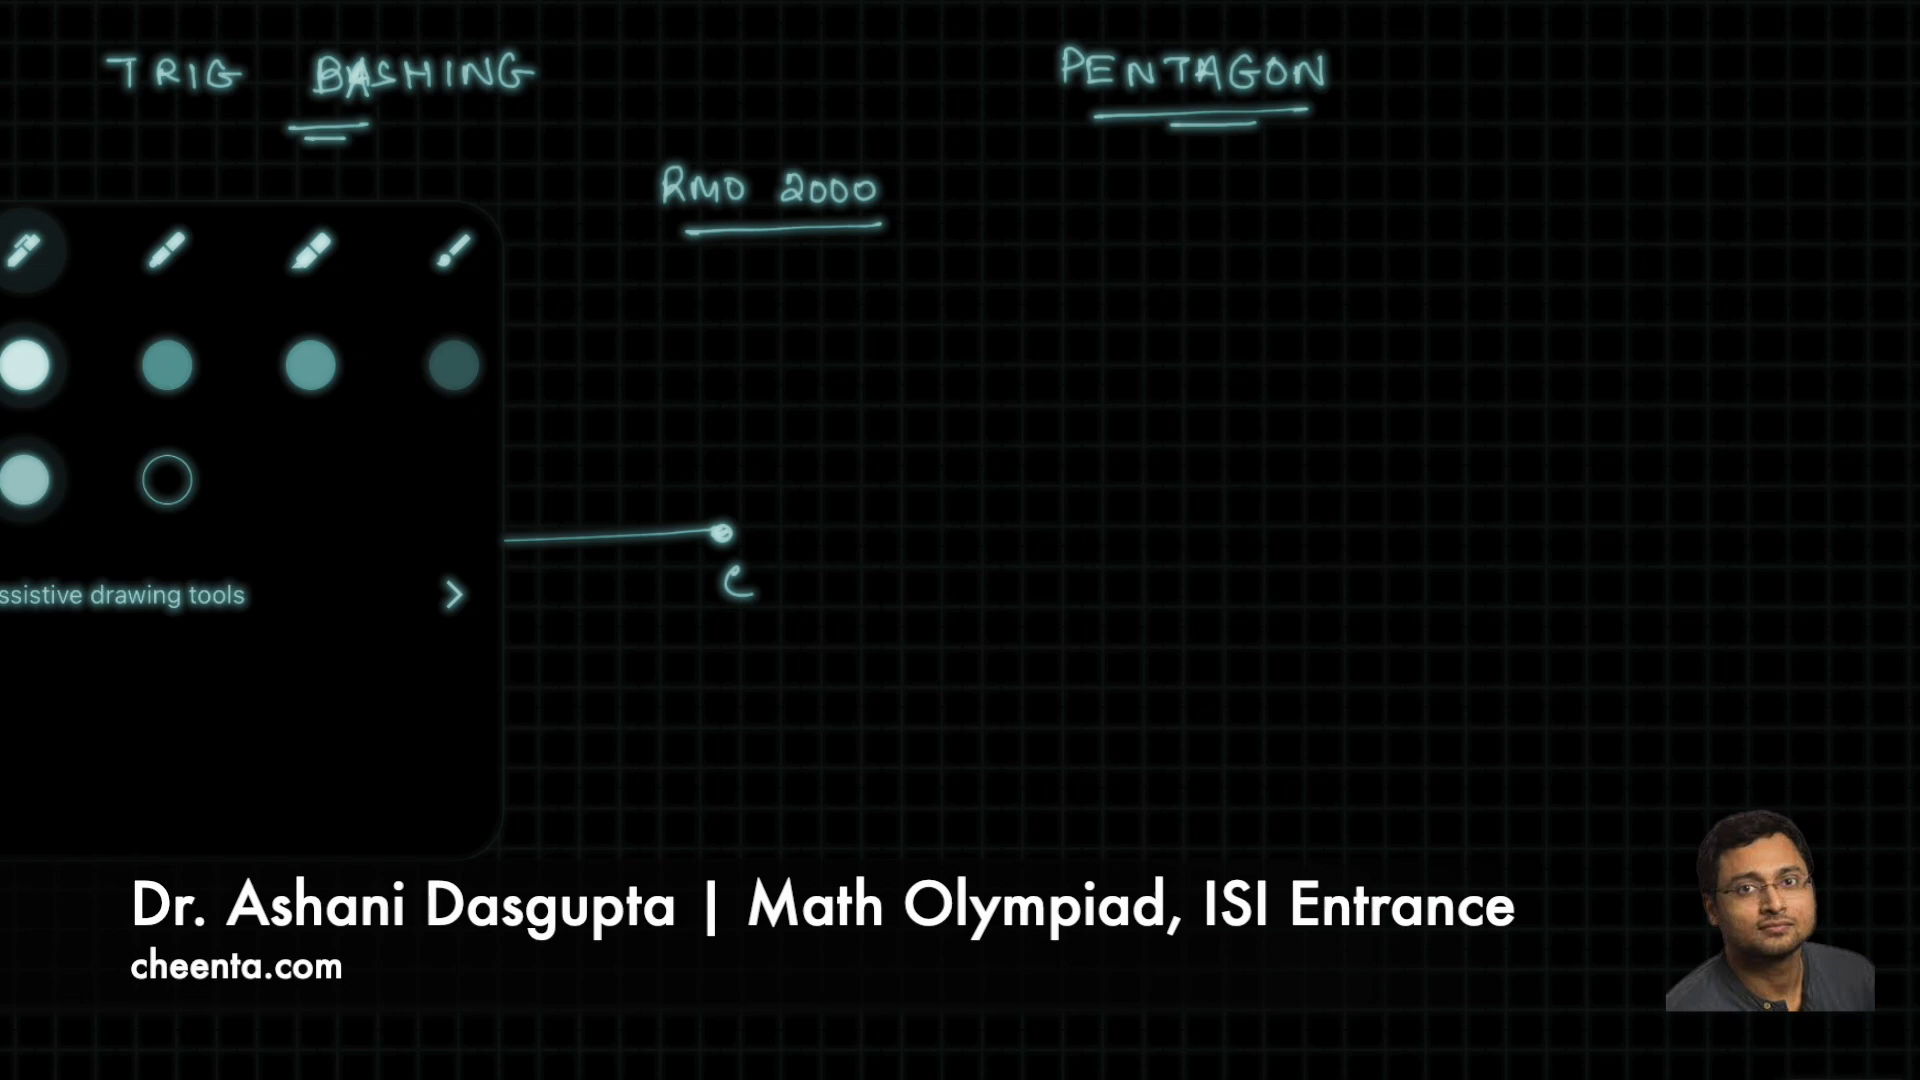 TRIG BASHING
PENTAGON
RMO 2000
ssistive drawing tools
C
Dr. Ashani Dasgupta | Math Olympiad, ISI Entrance
cheenta.com